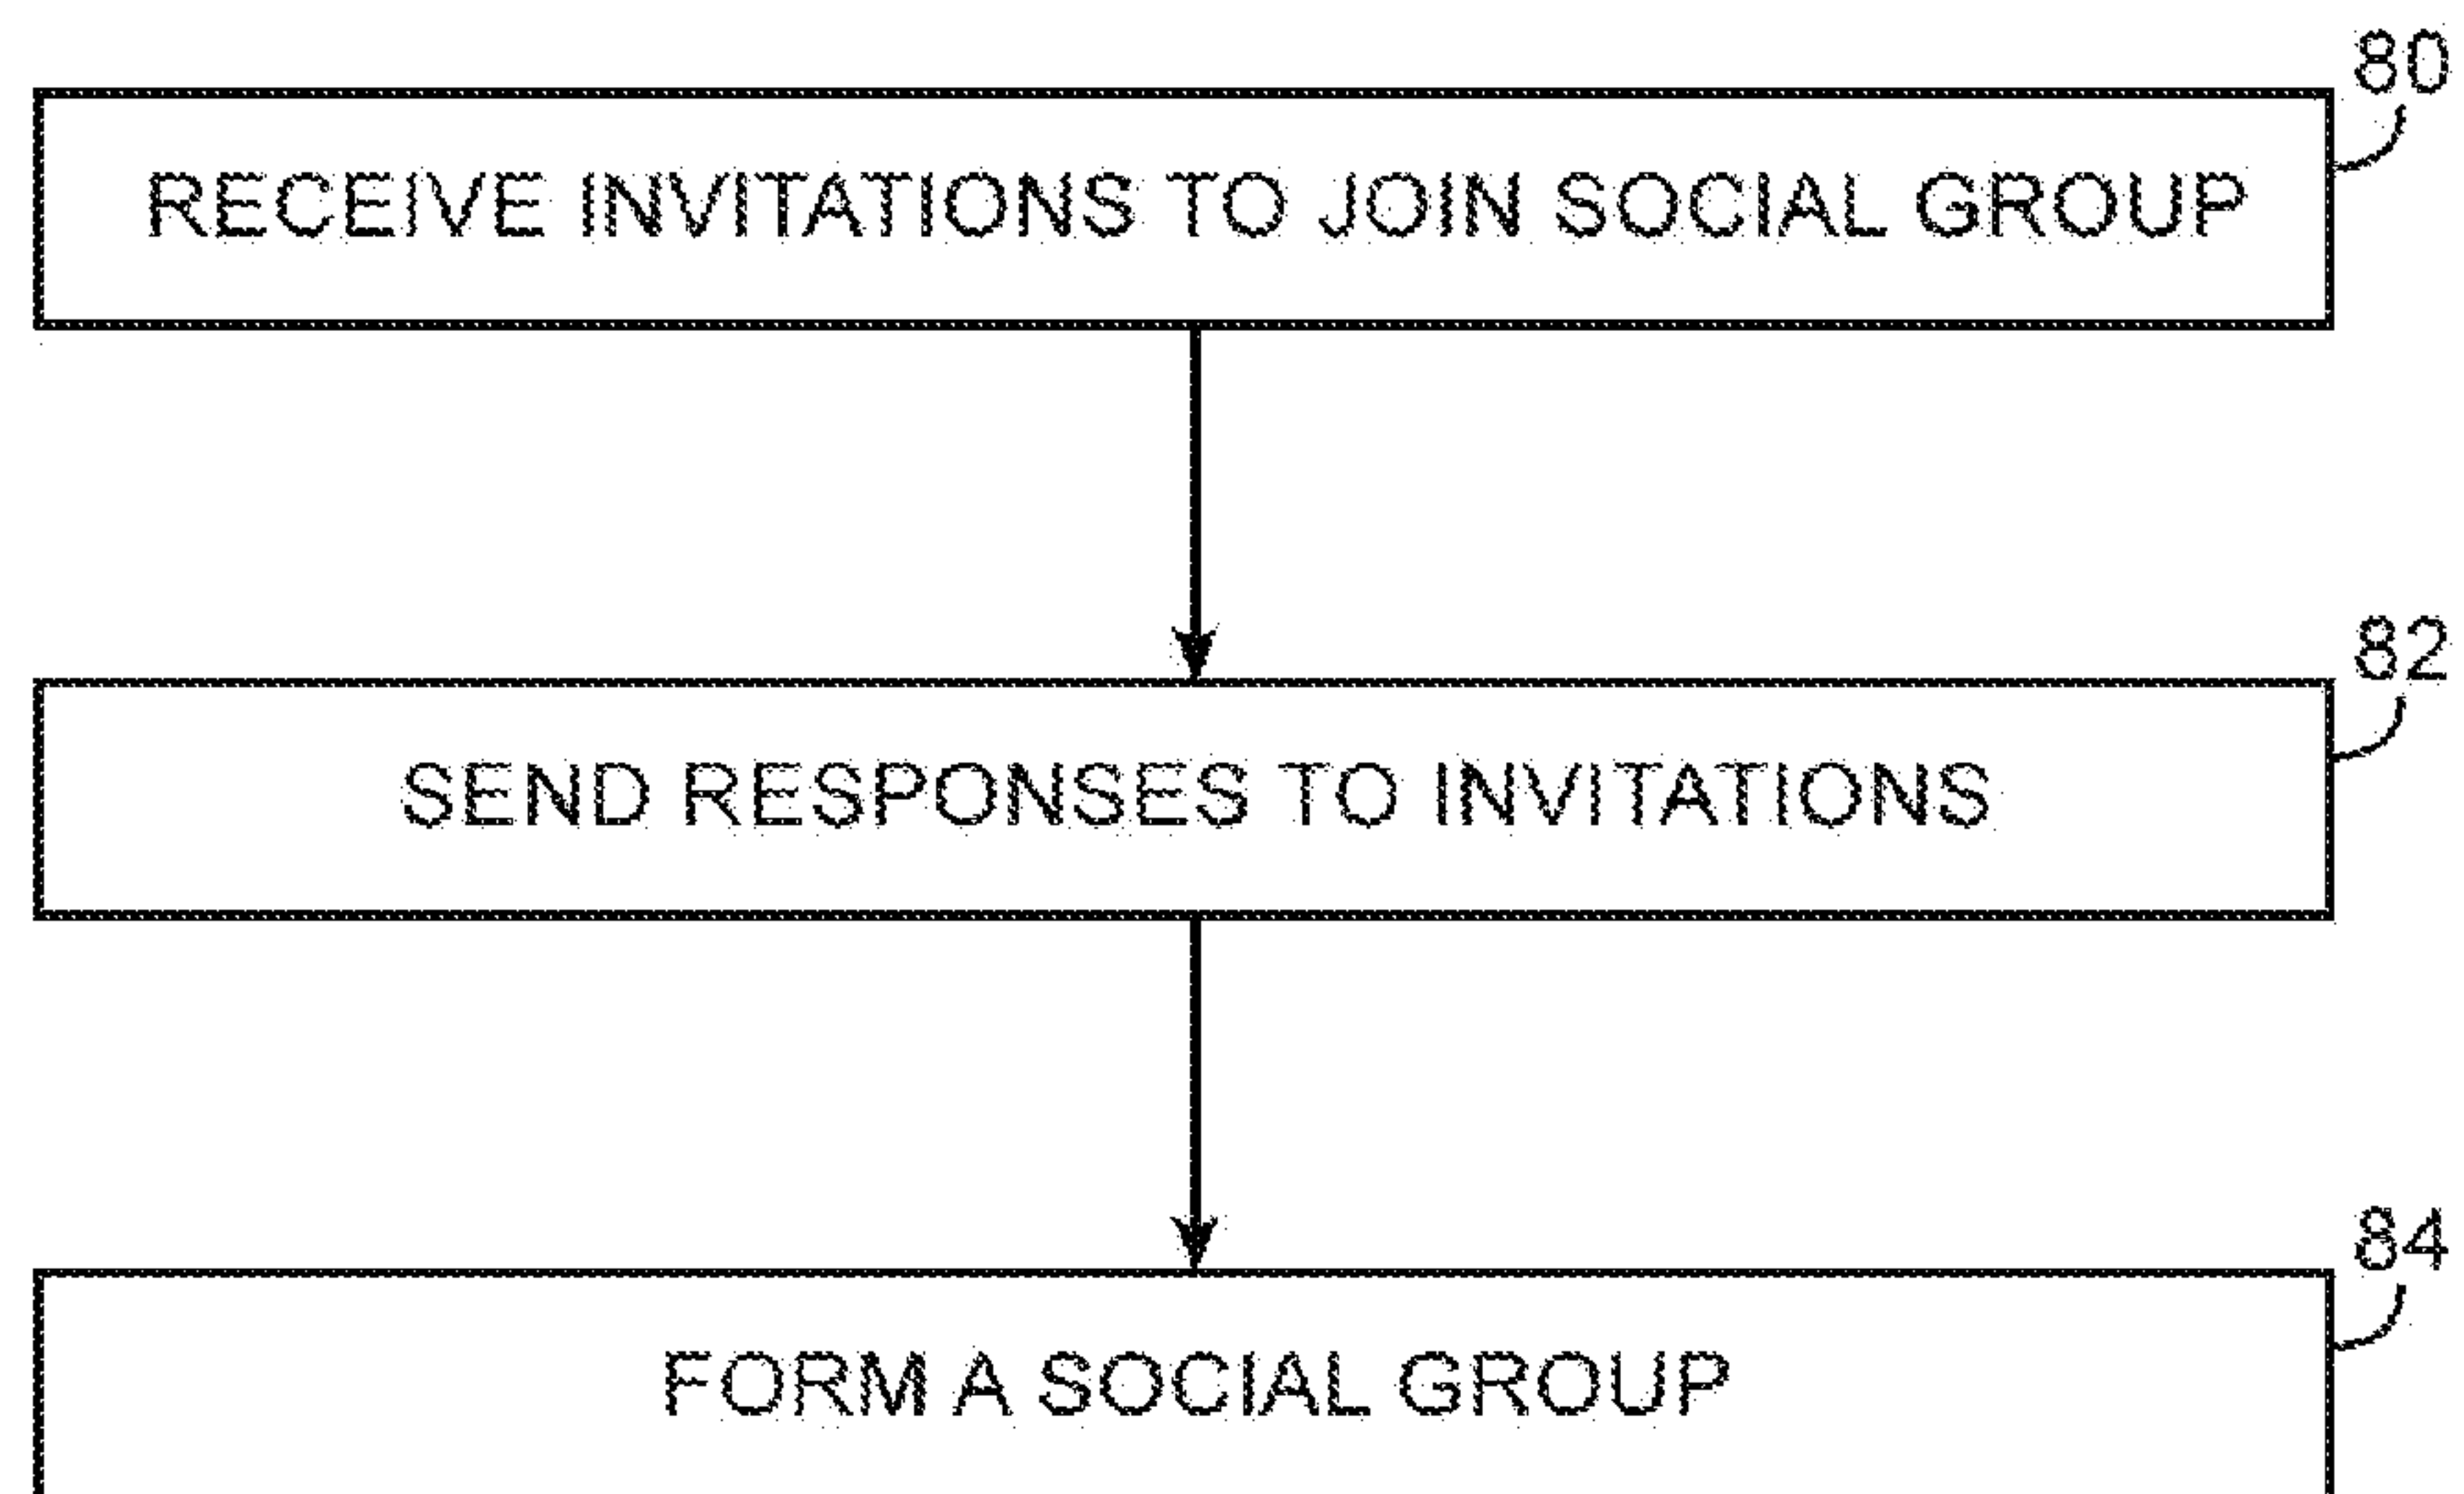 80
RECEIVE INVITATIONS TO JOIN SOCIAL GROUP
82
SEND RESPONSES TO INVITATIONS
84
FORM A SOCIAL GROUP